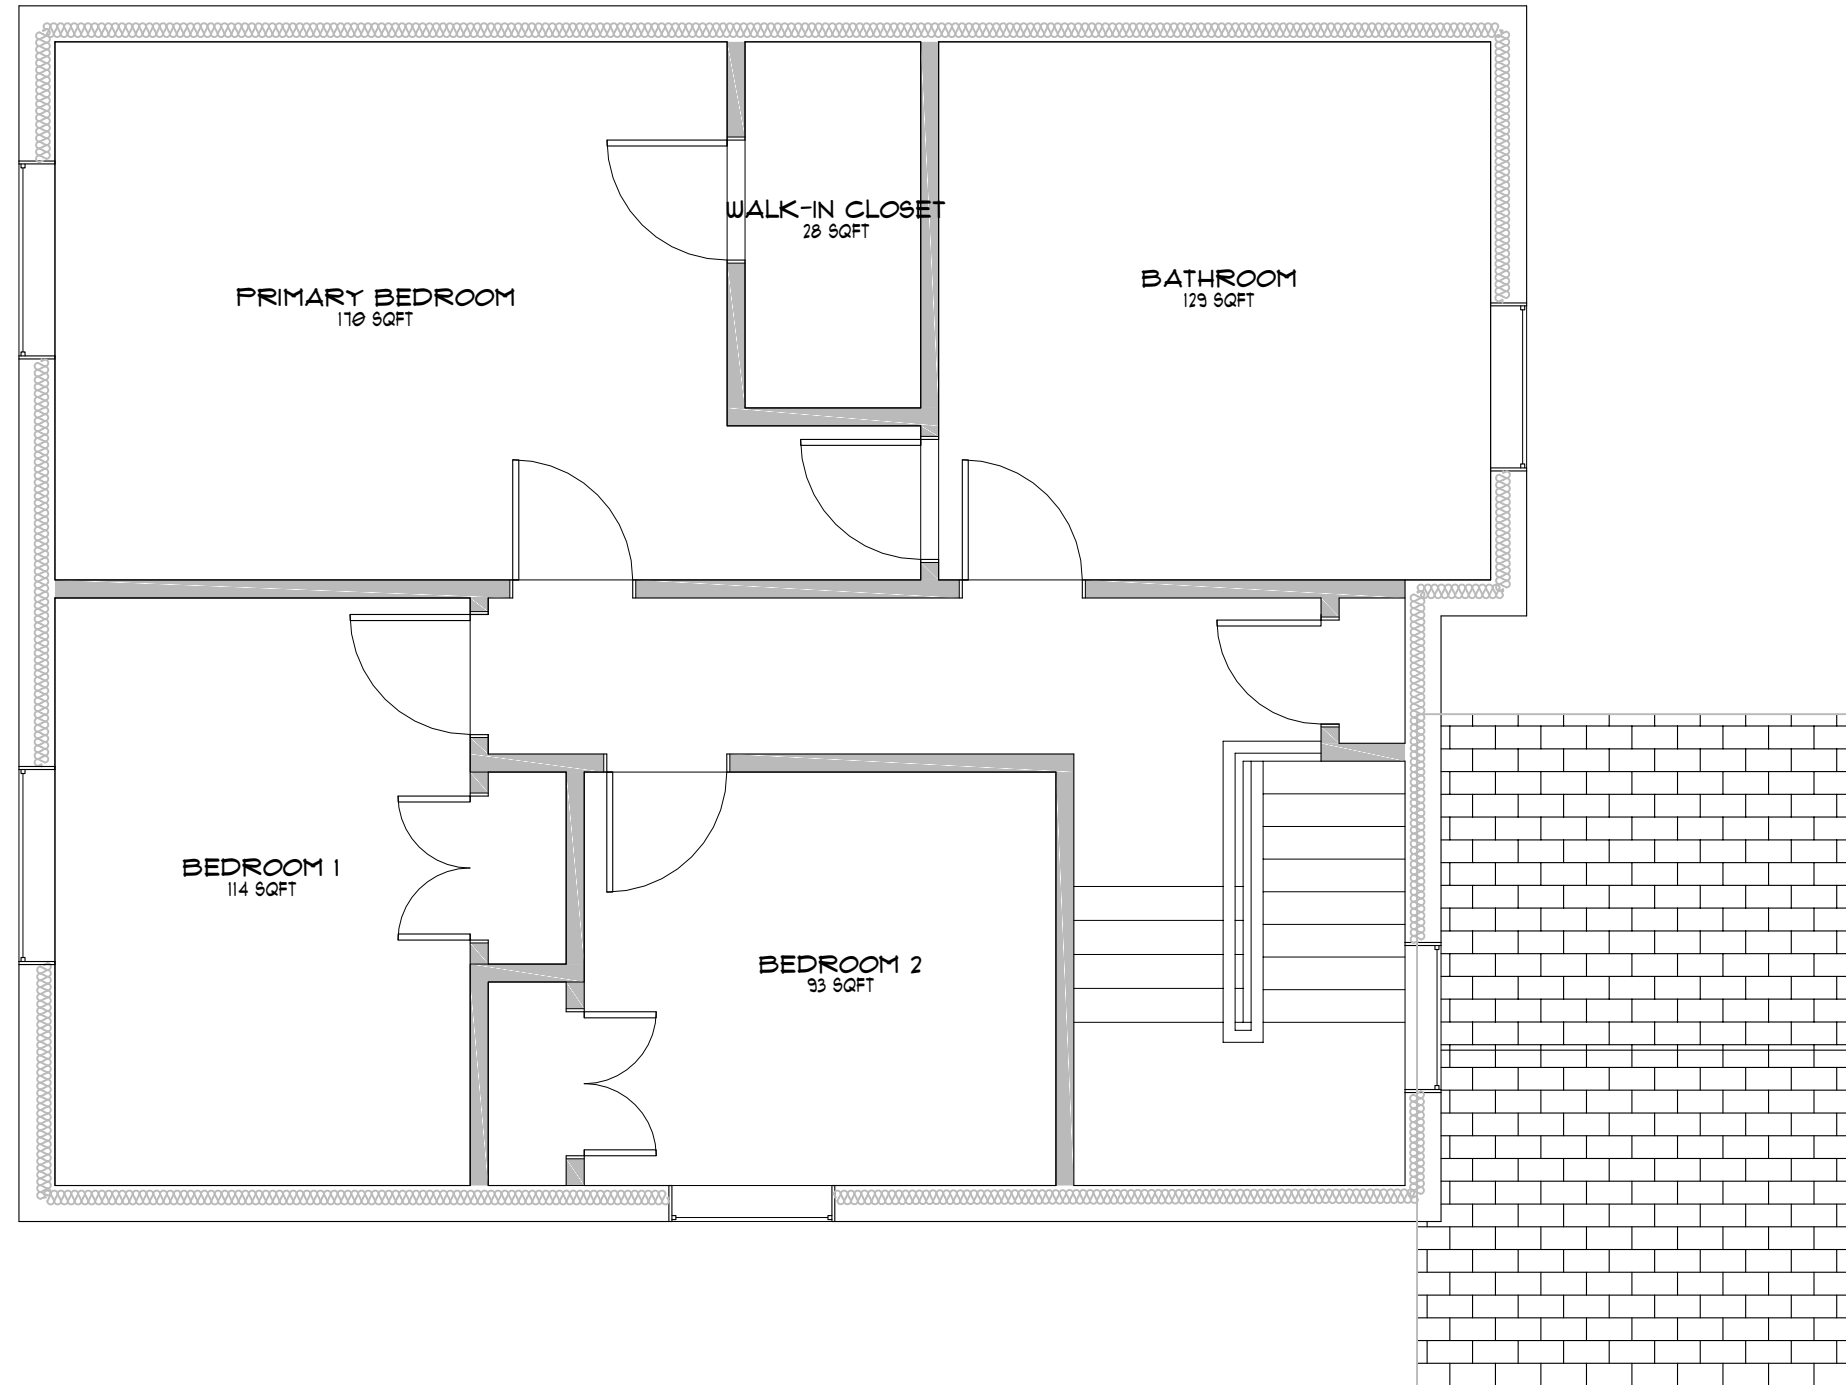 WALK-IN CLOSET
28 SQFT
PRIMARY BEDROOM
170 SQFT
BATHROOM
129 SQFT
BEDROOM 1
114 SQFT
BEDROOM 2
93 SQFT